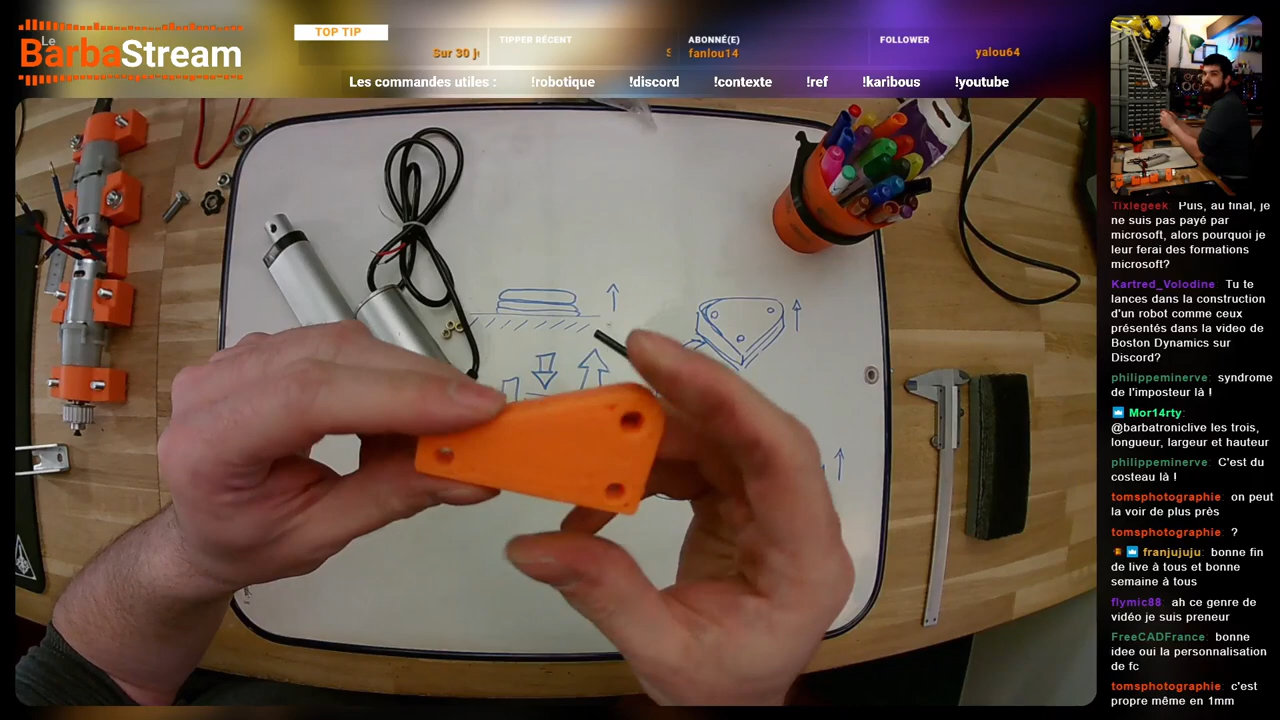 Le
BarbaStream
TOP TIP
Sur 30 j
TIPPER RÉCENT
S
ABONNÉ(E)
fanlou14
FOLLOWER
yalou64
Les commandes utiles : !robotique !discord !contexte !ref !karibous !youtube
Tixlegeek: Puis, au final, je
ne suis pas payé par
microsoft, alors pourquoi je
leur ferai des formations
microsoft?
Kartred_Volodine: Tu te
lances dans la construction
d'un robot comme ceux
présentés dans la video de
Boston Dynamics sur
Discord?
philippeminerve: syndrome
de l'imposteur là !
Mor14rty:
@barbatroniclive les trois,
longueur, largeur et hauteur
philippeminerve: C'est du
costeau là !
tomsphotographie: on peut
la voir de plus près
tomsphotographie: ?
franjujuju: bonne fin
de live à tous et bonne
semaine à tous
flymic88: ah ce genre de
vidéo je suis preneur
FreeCADFrance: bonne
idee oui la personnalisation
de fc
tomsphotographie: c'est
propre même en 1mm